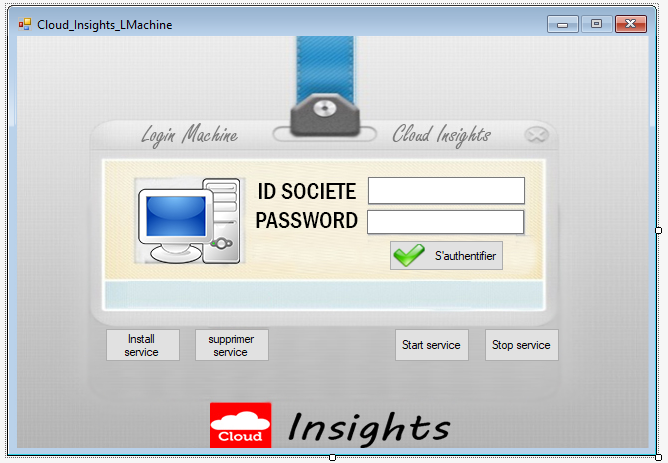 Cloud_Insights_LMachine
Login Machine
Cloud Insights
ID SOCIETE
PASSWORD
S'authentifier
Install
service
supprimer
service
Start service
Stop service
Cloud
Insights